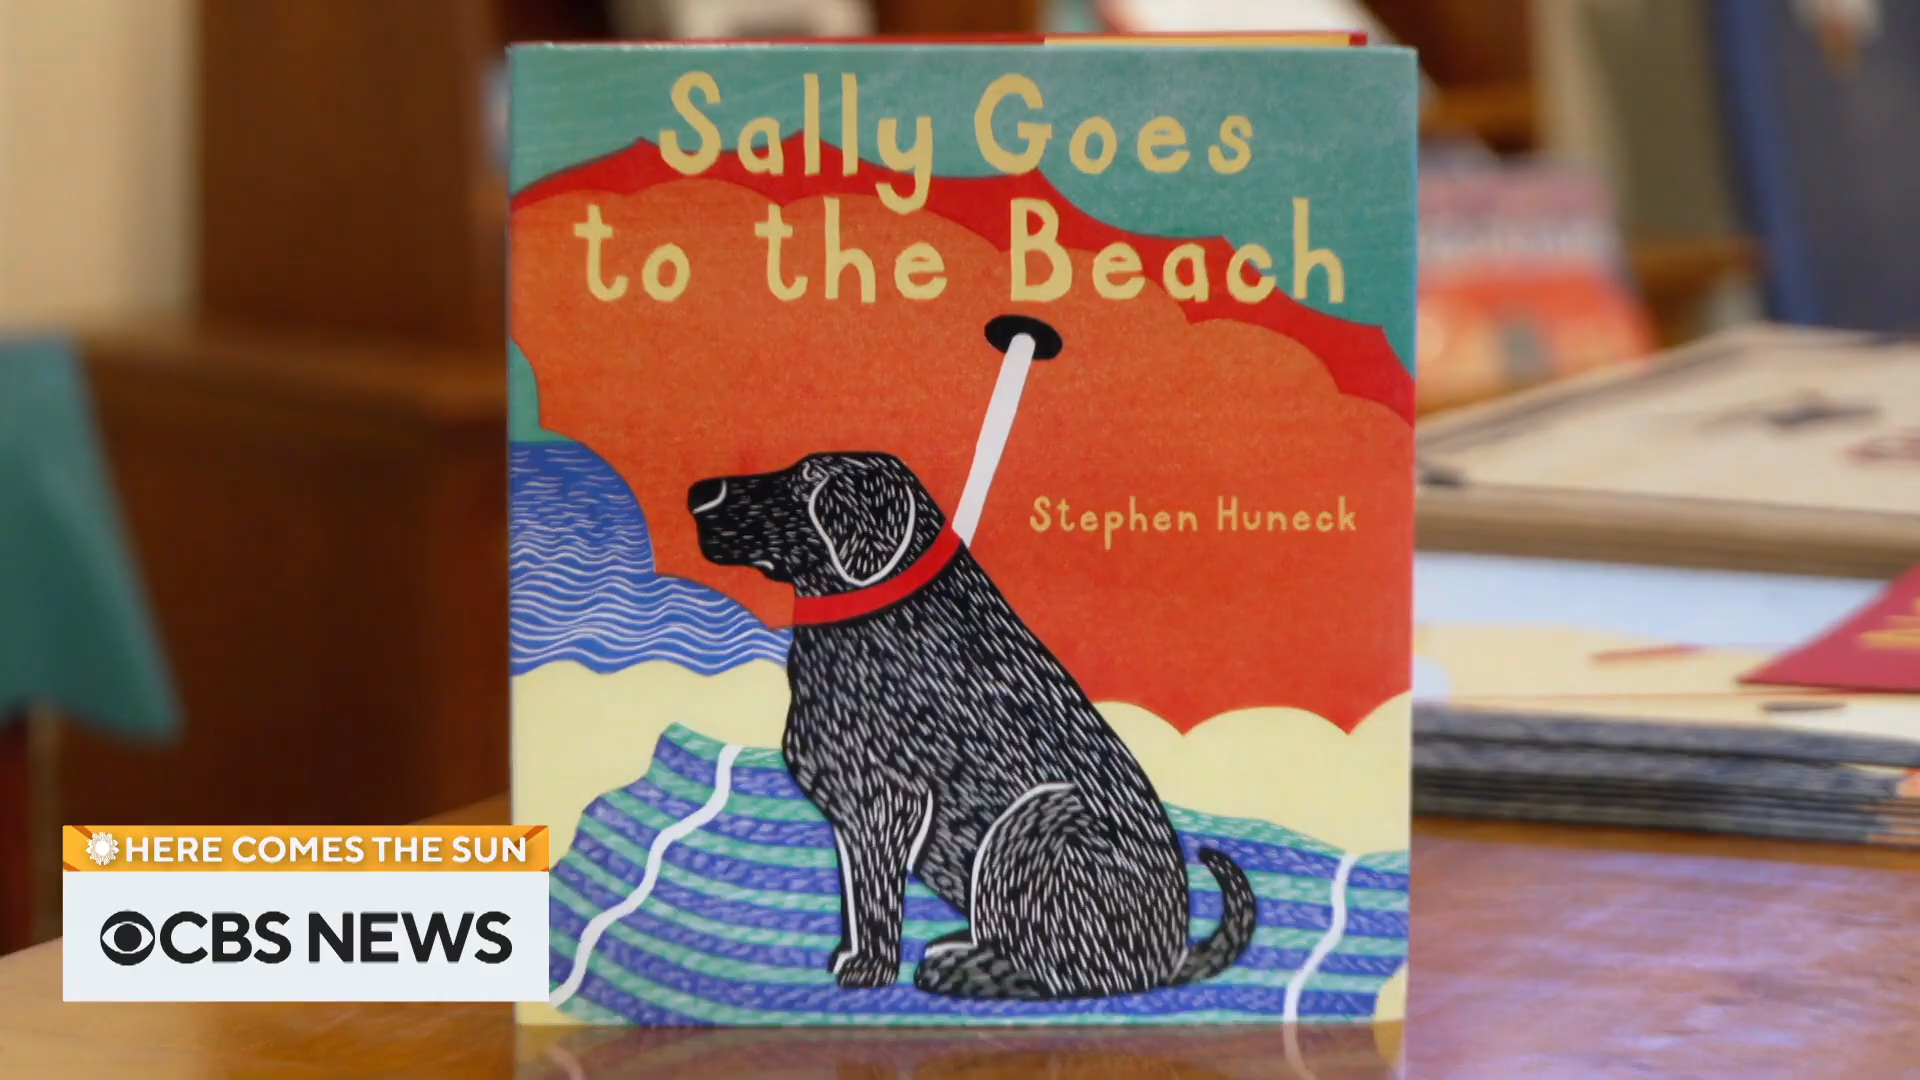 Sally Goes
to the Beach
Stephen Huneck
HERE COMES THE SUN
CBS NEWS